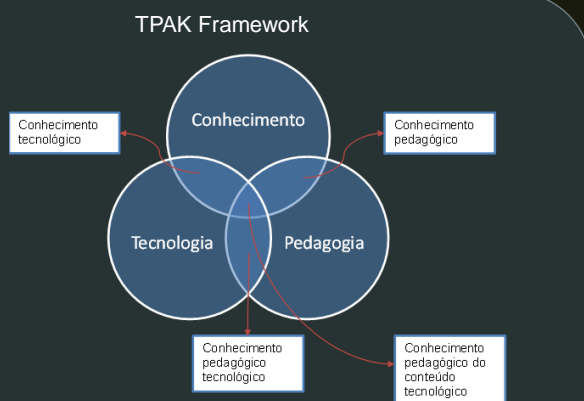 TPAK Framework
Conhecimento
Conhecimento
tecnológico
Conhecimento
pedagógico
Tecnologia
Pedagogia
Conhecimento
pedagógico
tecnológico
Conhecimento
pedagógico do
conteúdo
tecnológico